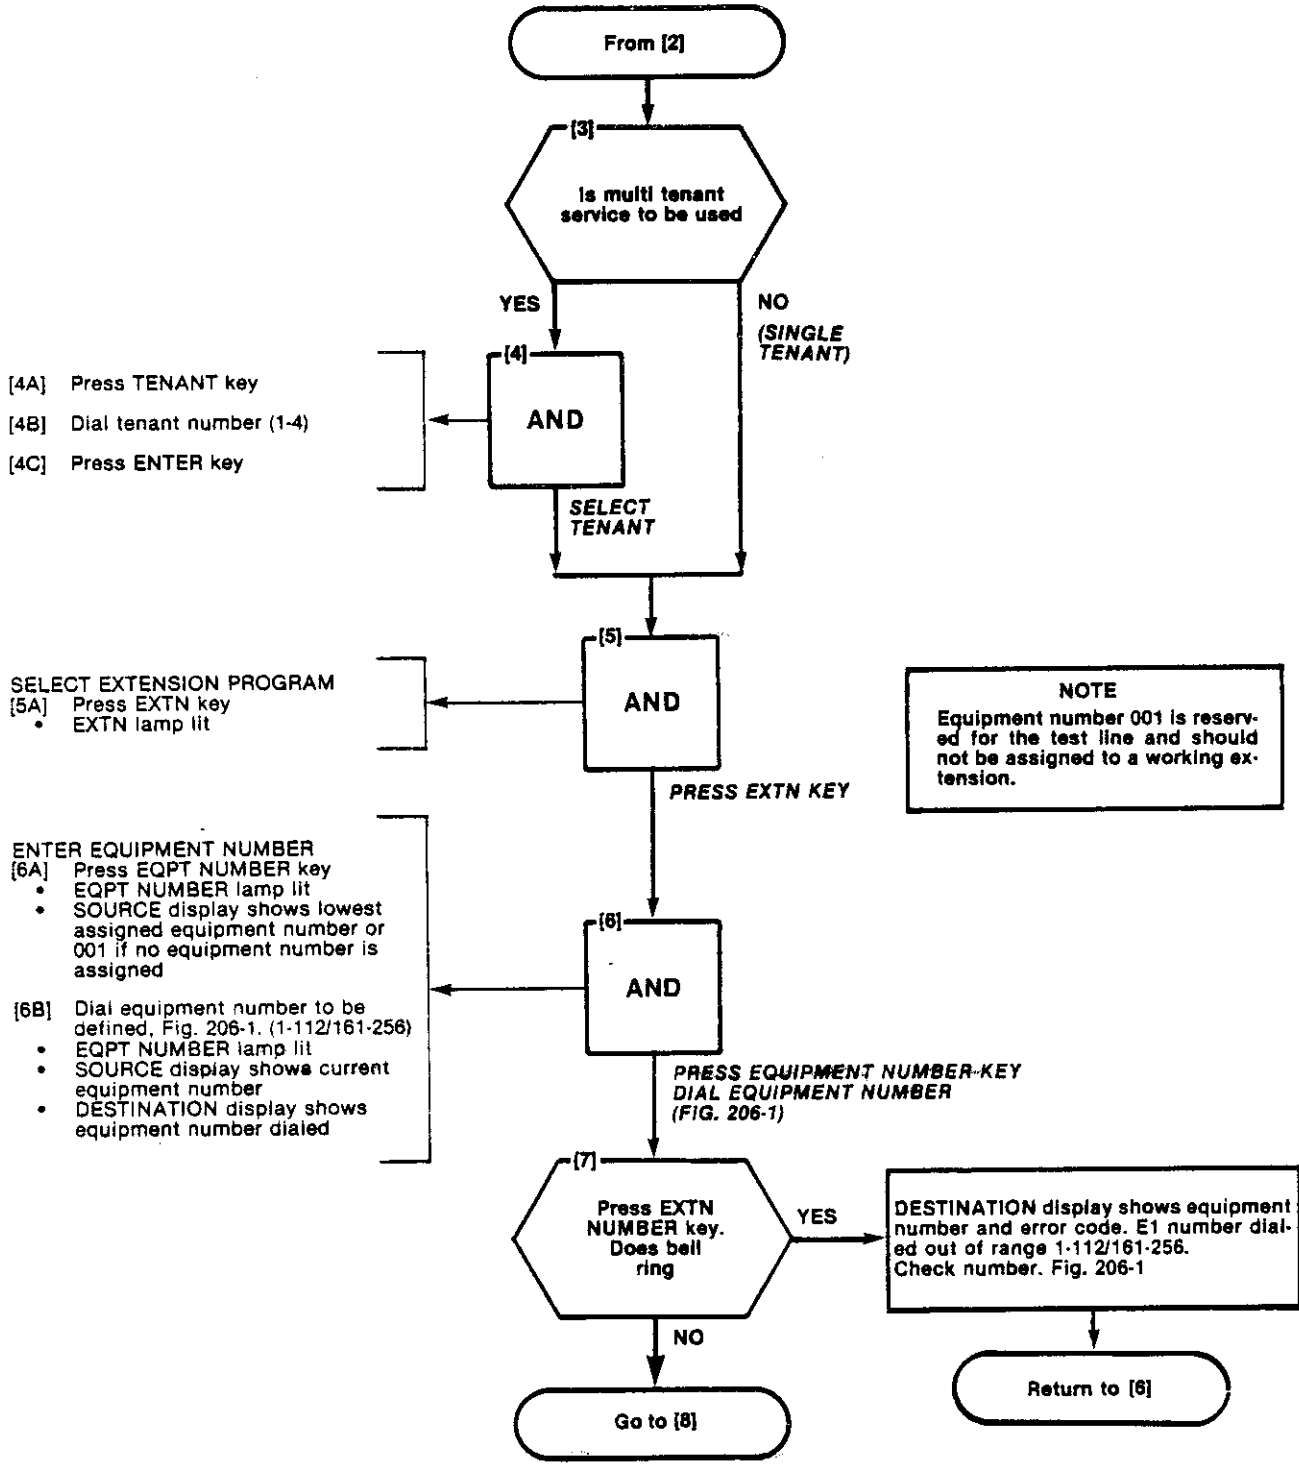 From [2]
[3]
Is multi tenant
service to be used
YES
NO
(SINGLE
TENANT)
[4]
AND
[4A] Press TENANT key
[4B] Dial tenant number (1-4)
[4C] Press ENTER key
SELECT
TENANT
[5]
AND
SELECT EXTENSION PROGRAM
[5A] Press EXTN key
• EXTN lamp lit
NOTE
Equipment number 001 is reserv-
ed for the test line and should
not be assigned to a working ex-
tension.
PRESS EXTN KEY
ENTER EQUIPMENT NUMBER
[6A] Press EQPT NUMBER key
• EQPT NUMBER lamp lit
• SOURCE display shows lowest
assigned equipment number or
001 if no equipment number is
assigned
[6]
AND
[6B] Dial equipment number to be
defined, Fig. 206-1. (1-112/161-256)
• EQPT NUMBER lamp lit
• SOURCE display shows current
equipment number
• DESTINATION display shows
equipment number dialed
PRESS EQUIPMENT NUMBER KEY
DIAL EQUIPMENT NUMBER
(FIG. 206-1)
[7]
Press EXTN
NUMBER key.
Does bell
ring
YES
DESTINATION display shows equipment
number and error code. E1 number dial-
ed out of range 1-112/161-256.
Check number. Fig. 206-1
NO
Return to [6]
Go to [8]